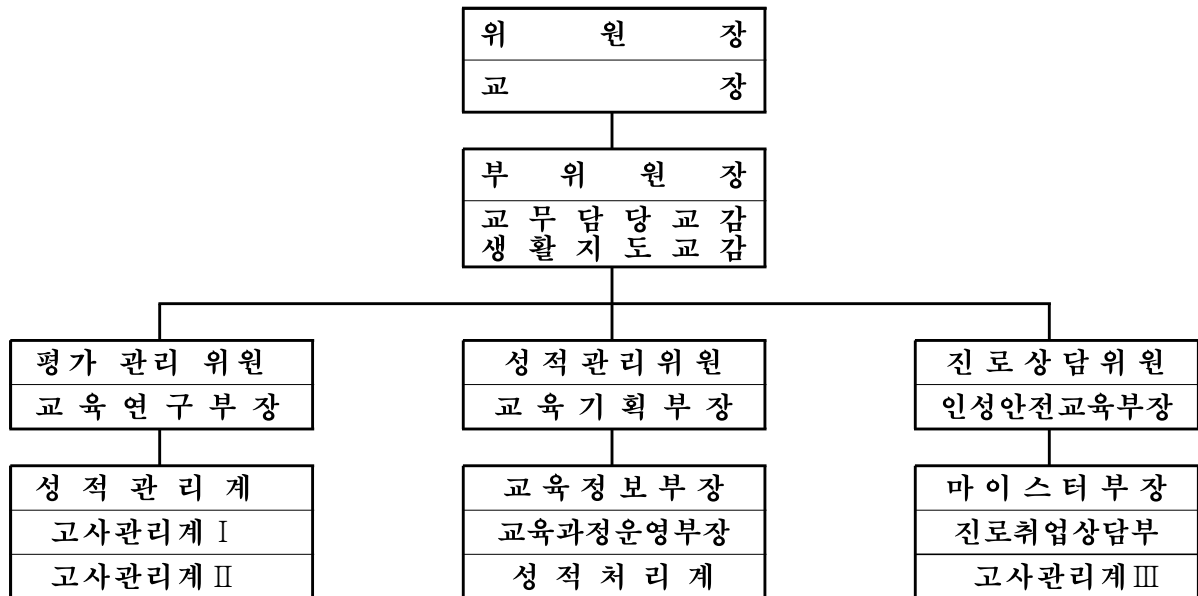 위 원 장
교 장
부 위 원 장
교 무 담 당 교 감
생 활 지 도 교 감
평가 관리 위원
교 육 연 구 부 장
성 적 관 리 계
고사관리계 Ⅰ
고사관리계 Ⅱ
성 적 관 리 위 원
교 육 기 획 부 장
교 육 정 보 부 장
교육과정운영부장
성 적 처 리 계
진 로 상 담 위 원
인성안전교육부장
마 이 스 터 부 장
진로취업상담부
고사관리계Ⅲ